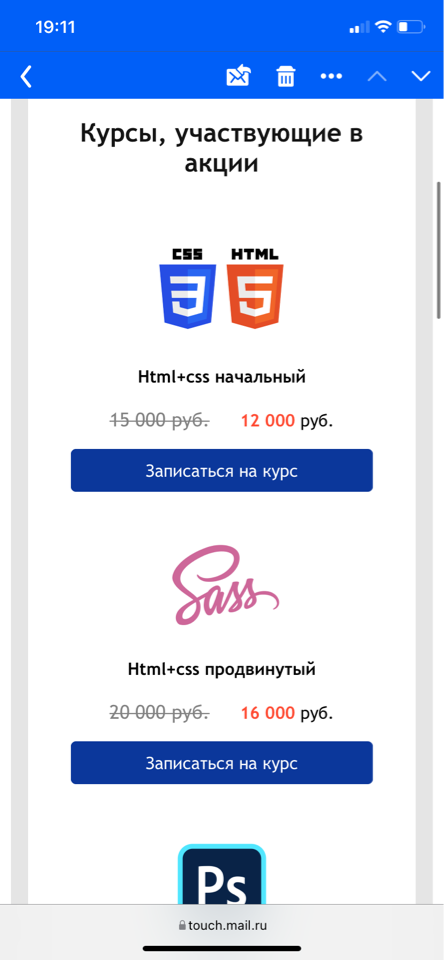 19:11
Курсы, участвующие в
акции
CSS HTML
3 5
Html+css начальный
15 000 руб. 12 000 руб.
Записаться на курс
Sass
Html+css продвинутый
20 000 руб. 16 000 руб.
Записаться на курс
Ps
touch.mail.ru